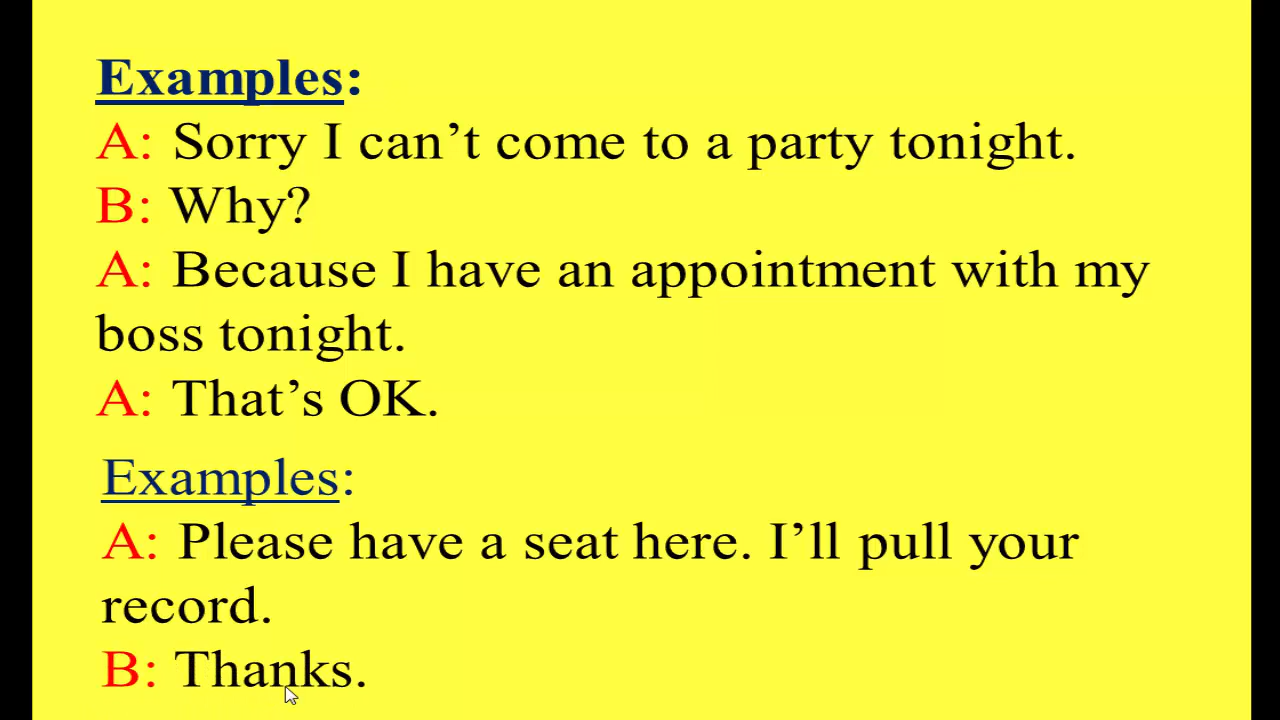 Examples:
A: Sorry I can’t come to a party tonight.
B: Why?
A: Because I have an appointment with my
boss tonight.
A: That’s OK.
Examples:
A: Please have a seat here. I’ll pull your
record.
B: Thanks.